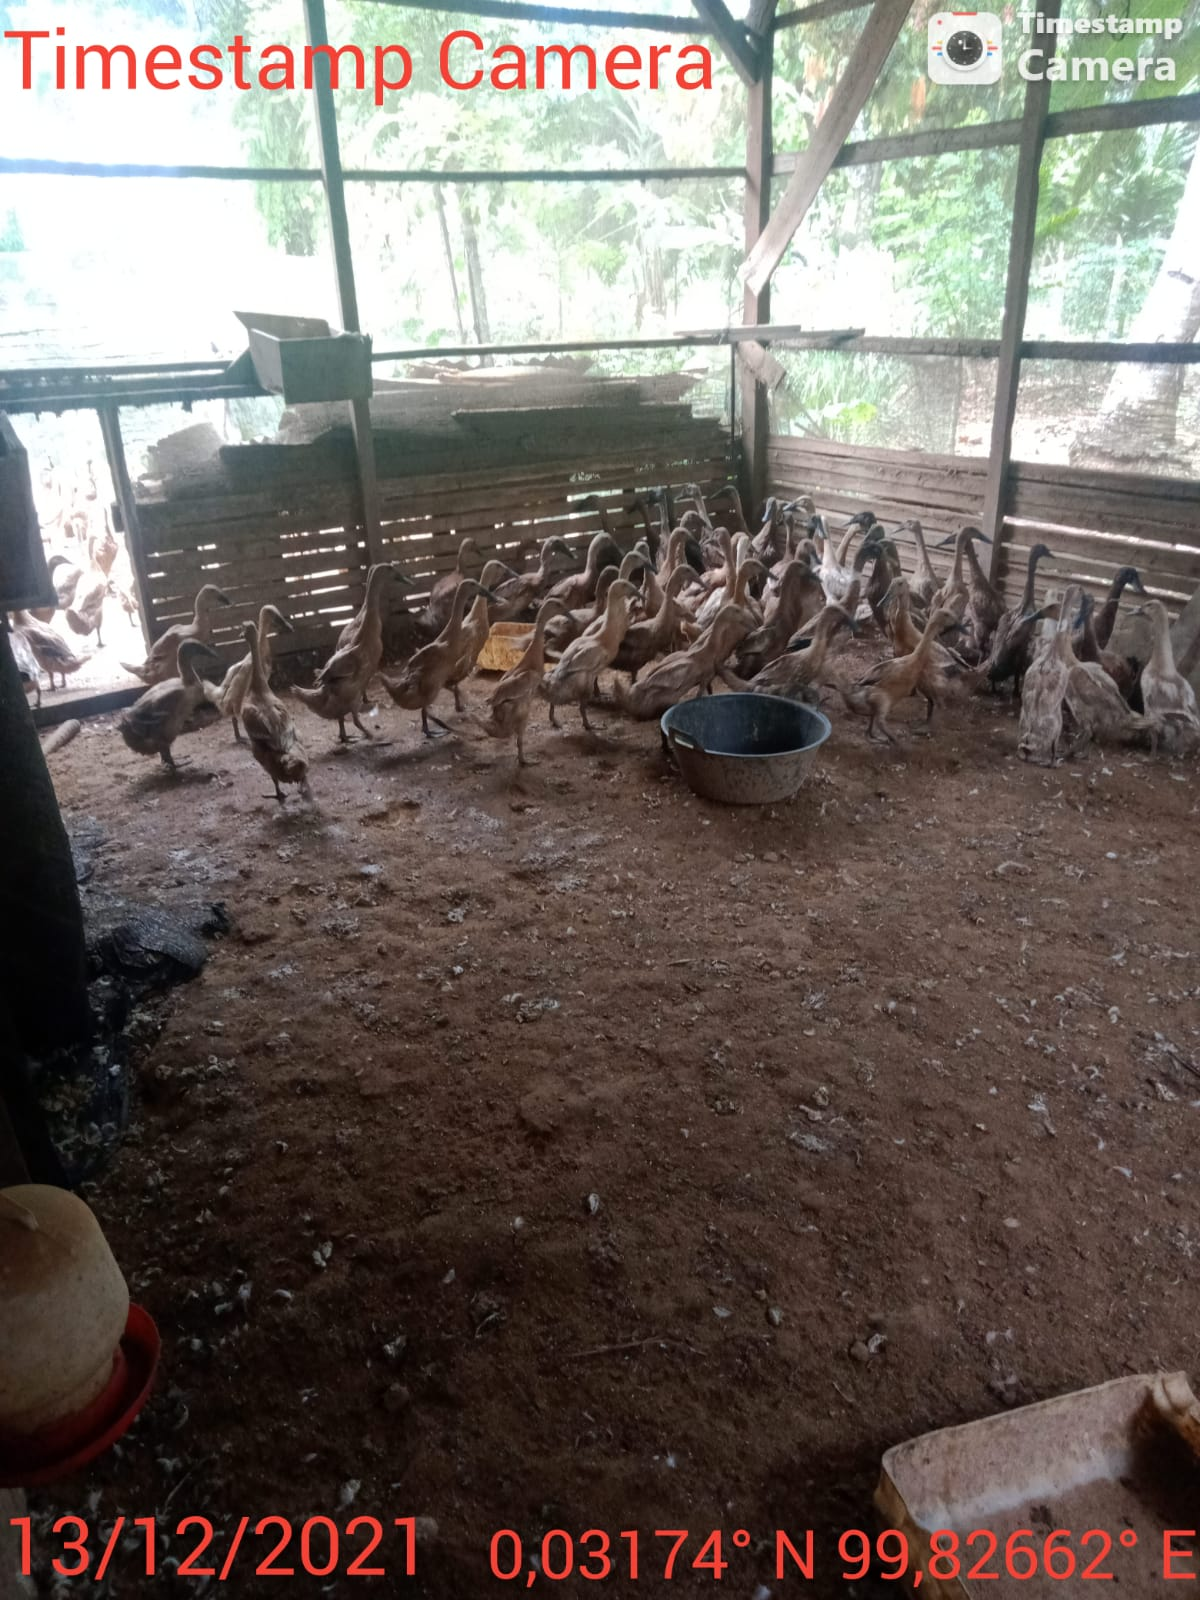 Timestamp Camera
Timestamp
Camera
13/12/2021
0,03174° N 99,82662° E